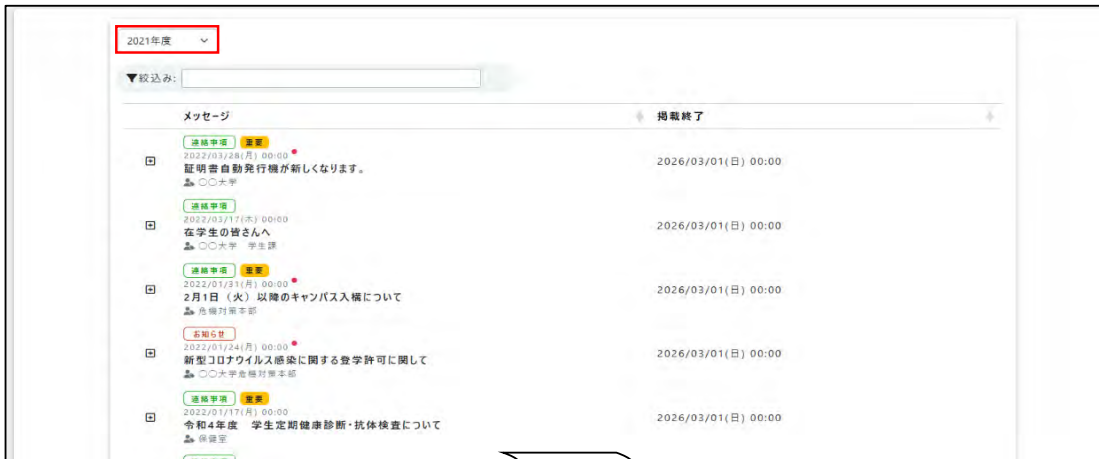 2021年度
▼絞込み:
メッセージ 掲載終了
連絡事項 重要
2022/03/28(月) 00:00
証明書自動発行機が新しくなります。
〇〇大学
2026/03/01(日) 00:00
連絡事項
2022/03/17(木) 00:00
在学生の皆さんへ
〇〇大学 学生課
2026/03/01(日) 00:00
連絡事項 重要
2022/01/31(月) 00:00
2月1日（火）以降のキャンパス入構について
危機対策本部
2026/03/01(日) 00:00
お知らせ
2022/01/24(月) 00:00
新型コロナウイルス感染に関する登学許可に関して
〇〇大学危機対策本部
2026/03/01(日) 00:00
連絡事項 重要
2022/01/17(月) 00:00
令和4年度 学生定期健康診断・抗体検査について
保健室
2026/03/01(日) 00:00